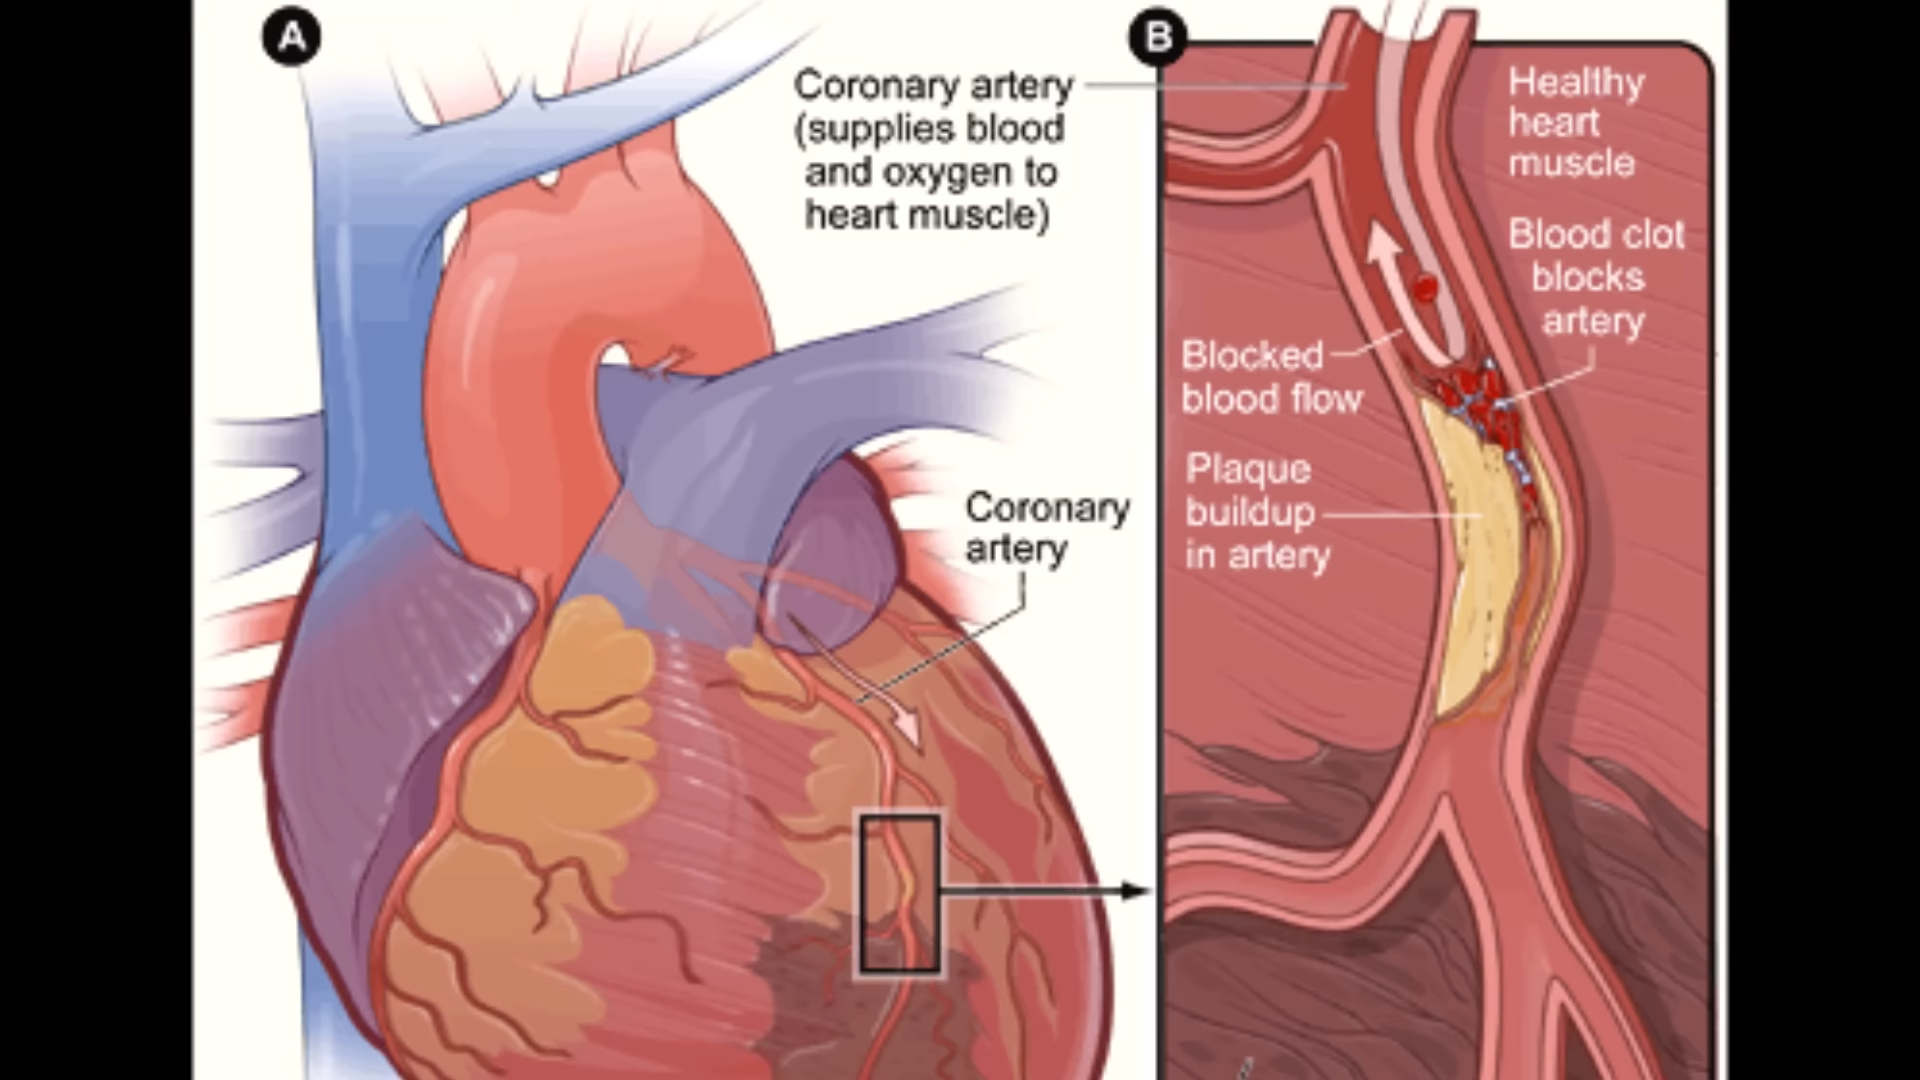 A
Coronary artery
(supplies blood
and oxygen to
heart muscle)
Coronary
artery
B
Healthy
heart
muscle
Blood clot
blocks
artery
Blocked
blood flow
Plaque
buildup
in artery